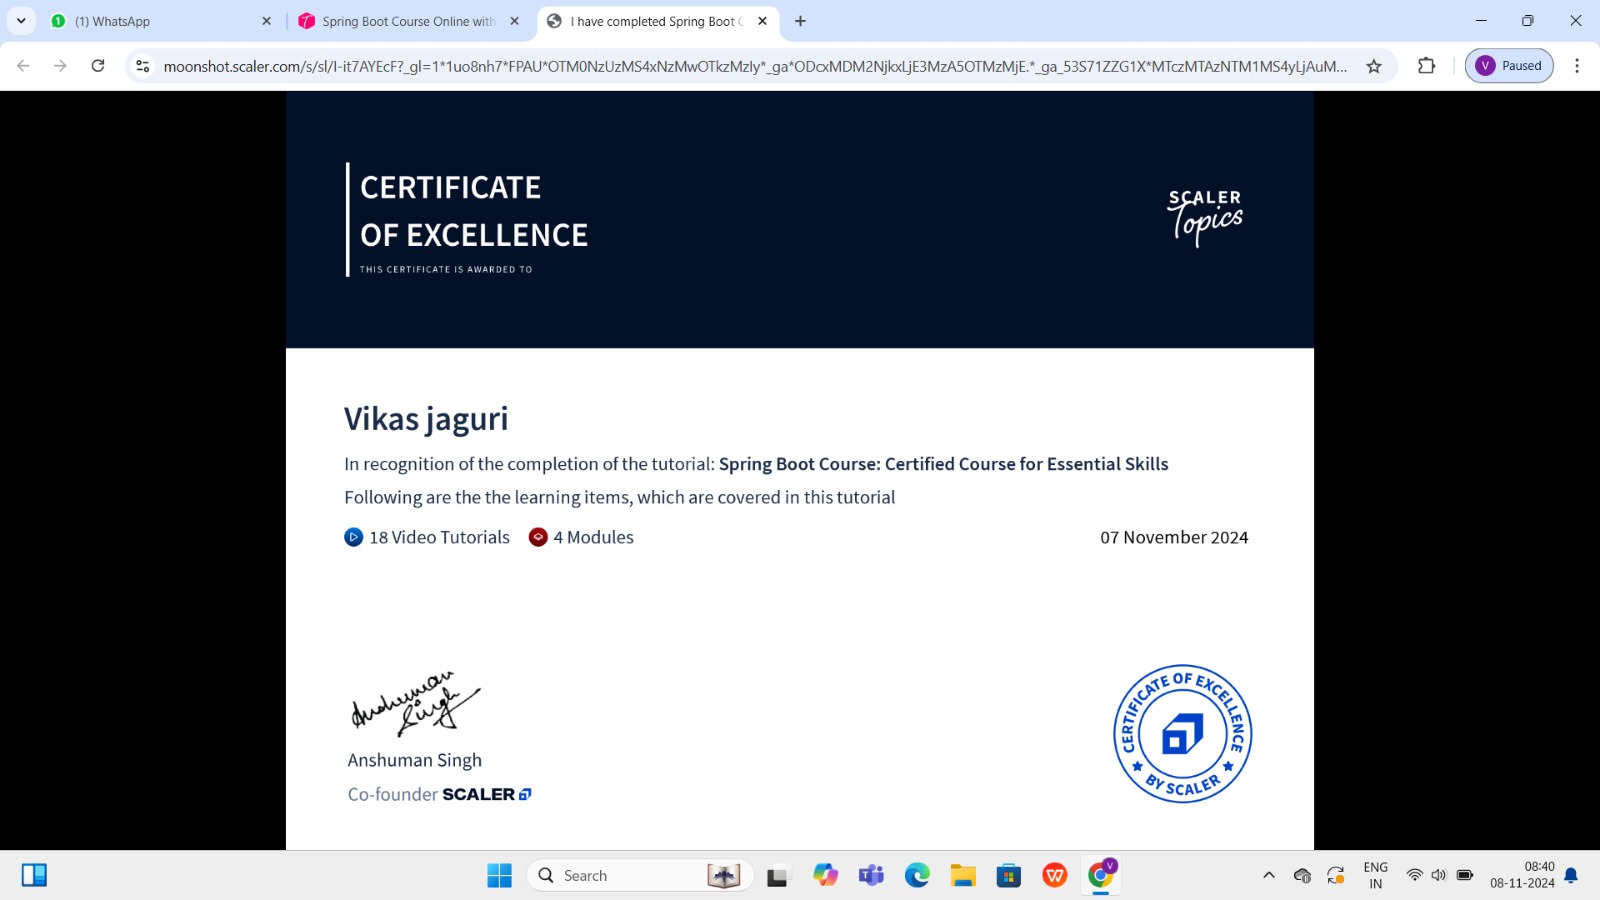 (1) WhatsApp
Spring Boot Course Online with
I have completed Spring Boot C
moonshot.scaler.com/s/sl/I-it7AYEcF?_gl=1*1uo8nh7*FPAU*OTM0NzUzMS4xNzMwOTkzMzIy*_ga*ODcxMDM2NjkxLjE3MzA5OTMzMjE.*_ga_53S71ZZG1X*MTczMTAzNTM1MS4yLjAuM...
V Paused
CERTIFICATE
OF EXCELLENCE
THIS CERTIFICATE IS AWARDED TO
SCALER
Topics
Vikas jaguri
In recognition of the completion of the tutorial: Spring Boot Course: Certified Course for Essential Skills
Following are the the learning items, which are covered in this tutorial
18 Video Tutorials 4 Modules 07 November 2024
Anshuman
Singh
Anshuman Singh
Co-founder SCALER
CERTIFICATE OF EXCELLENCE
BY SCALER
Search
ENG
IN
08:40
08-11-2024